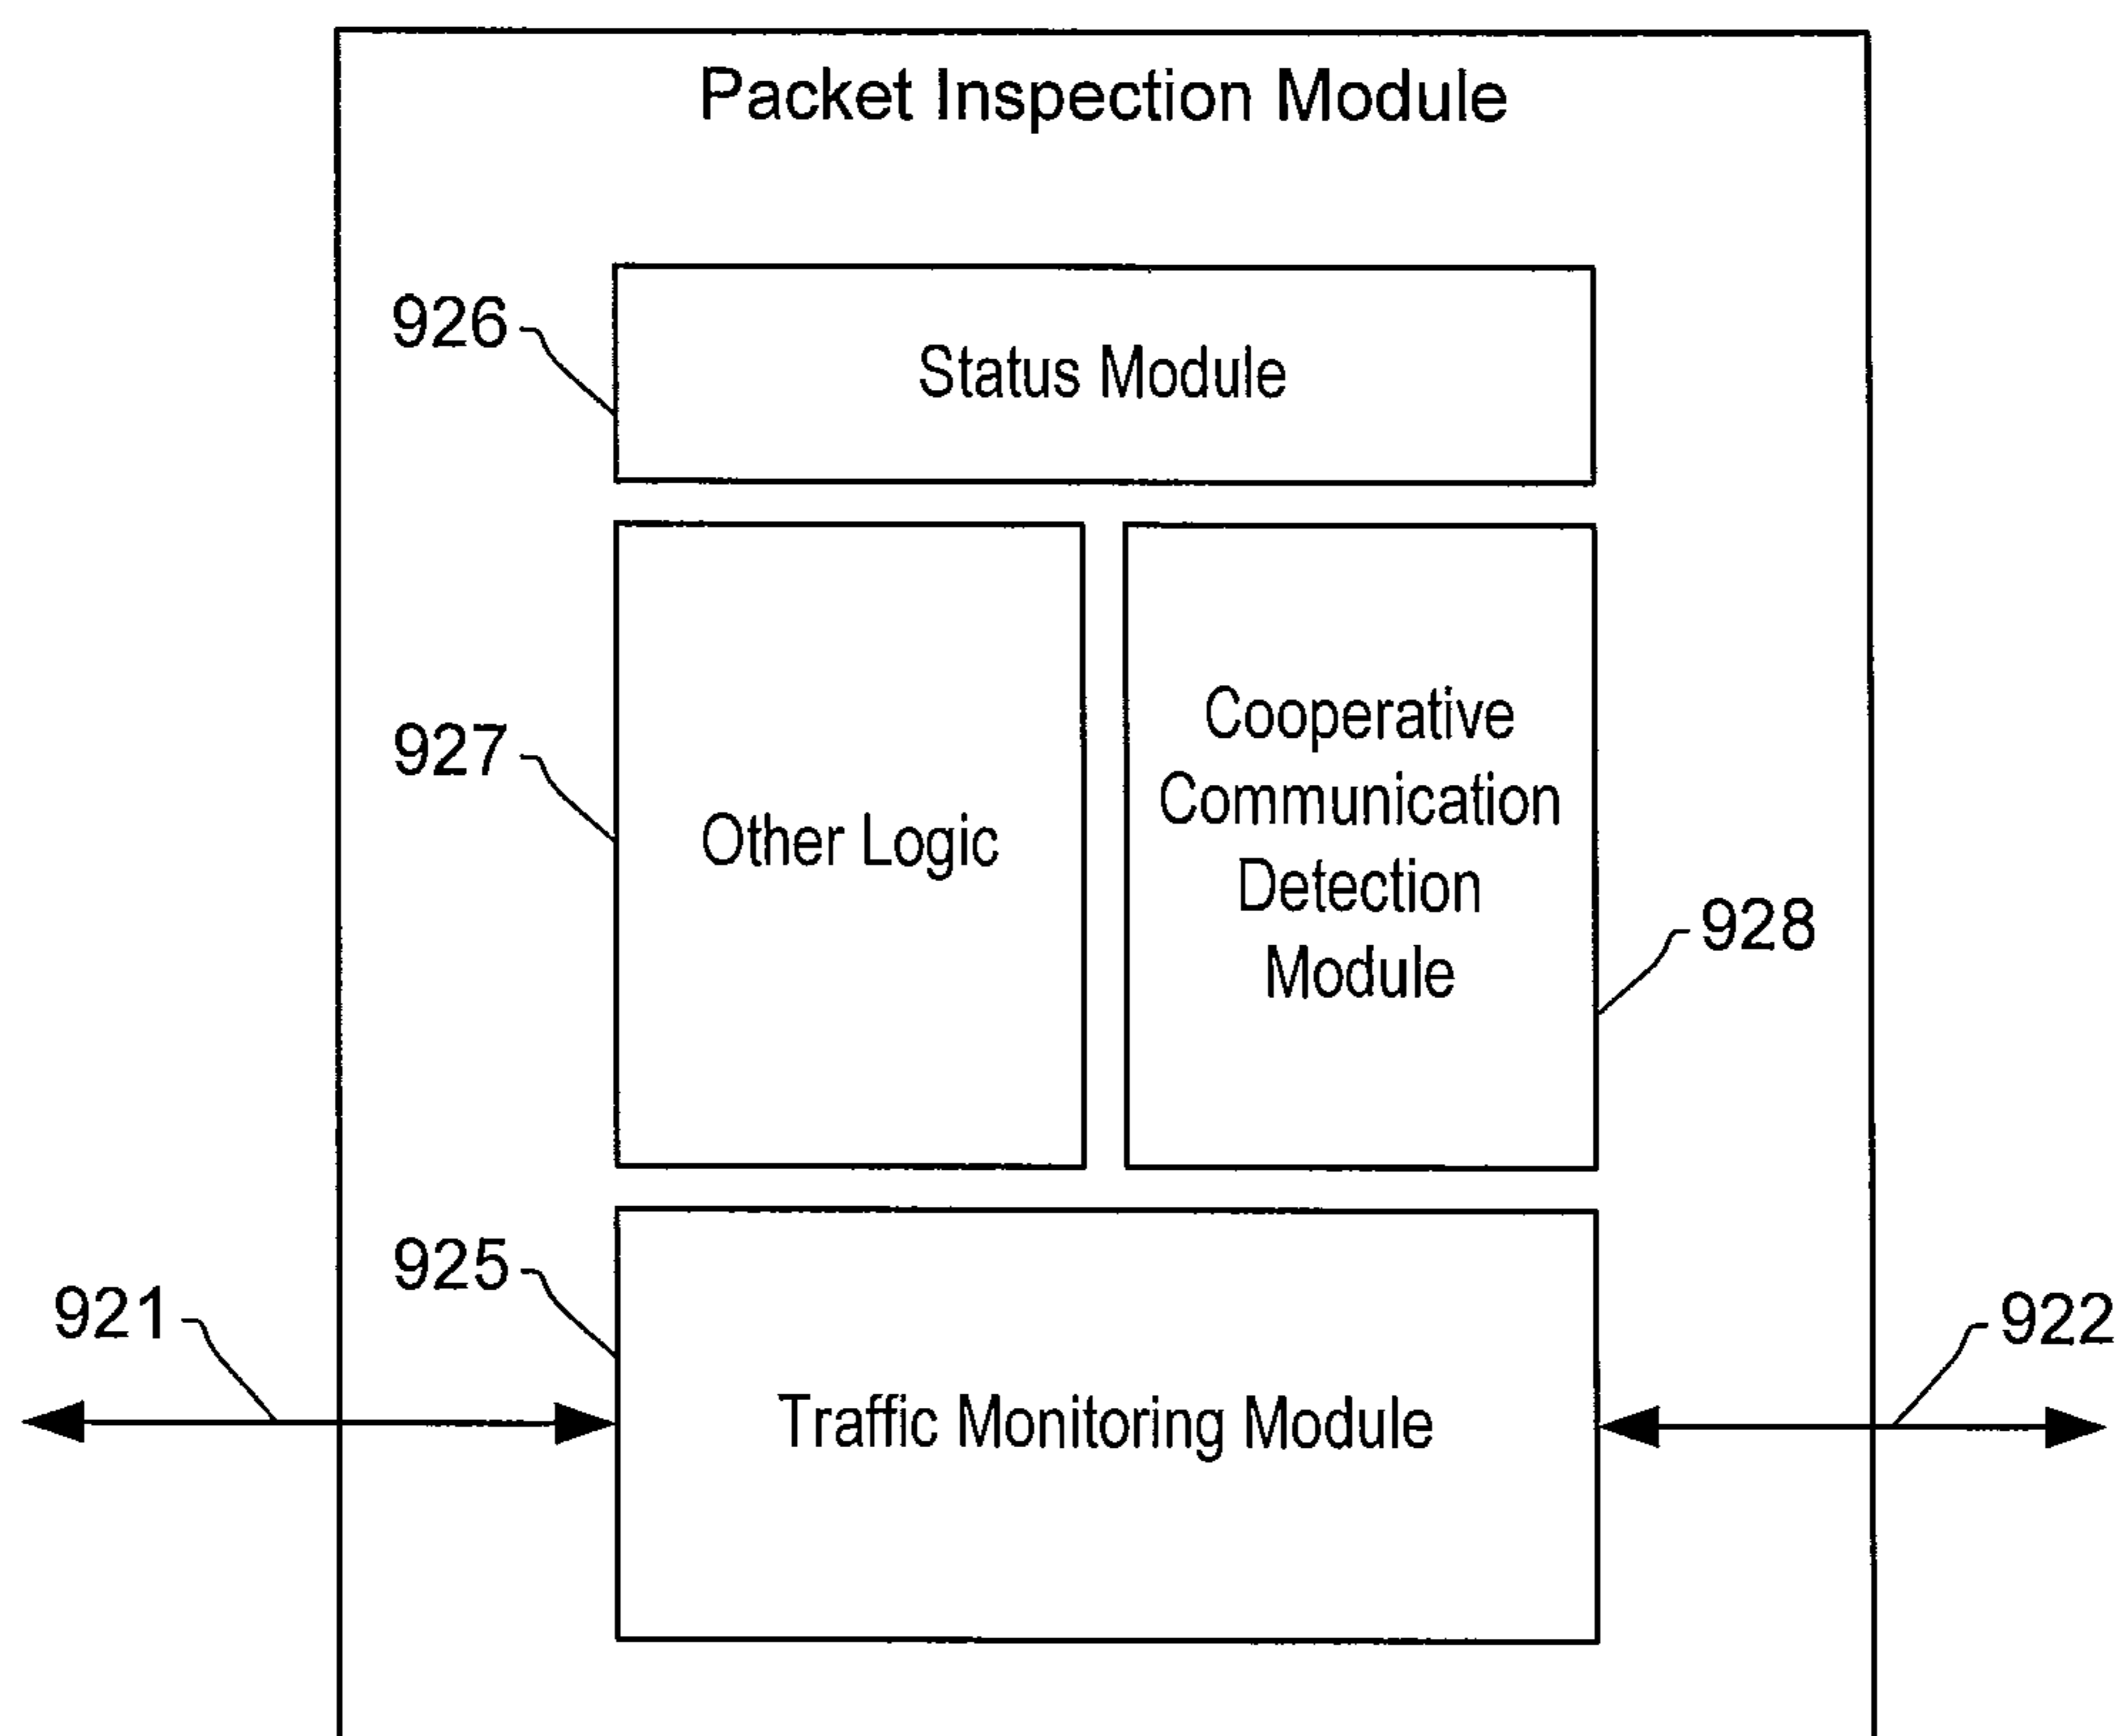 Packet Inspection Module
926
Status Module
927
Other Logic
Cooperative
Communication
Detection
Module
928
925
921
922
Traffic Monitoring Module